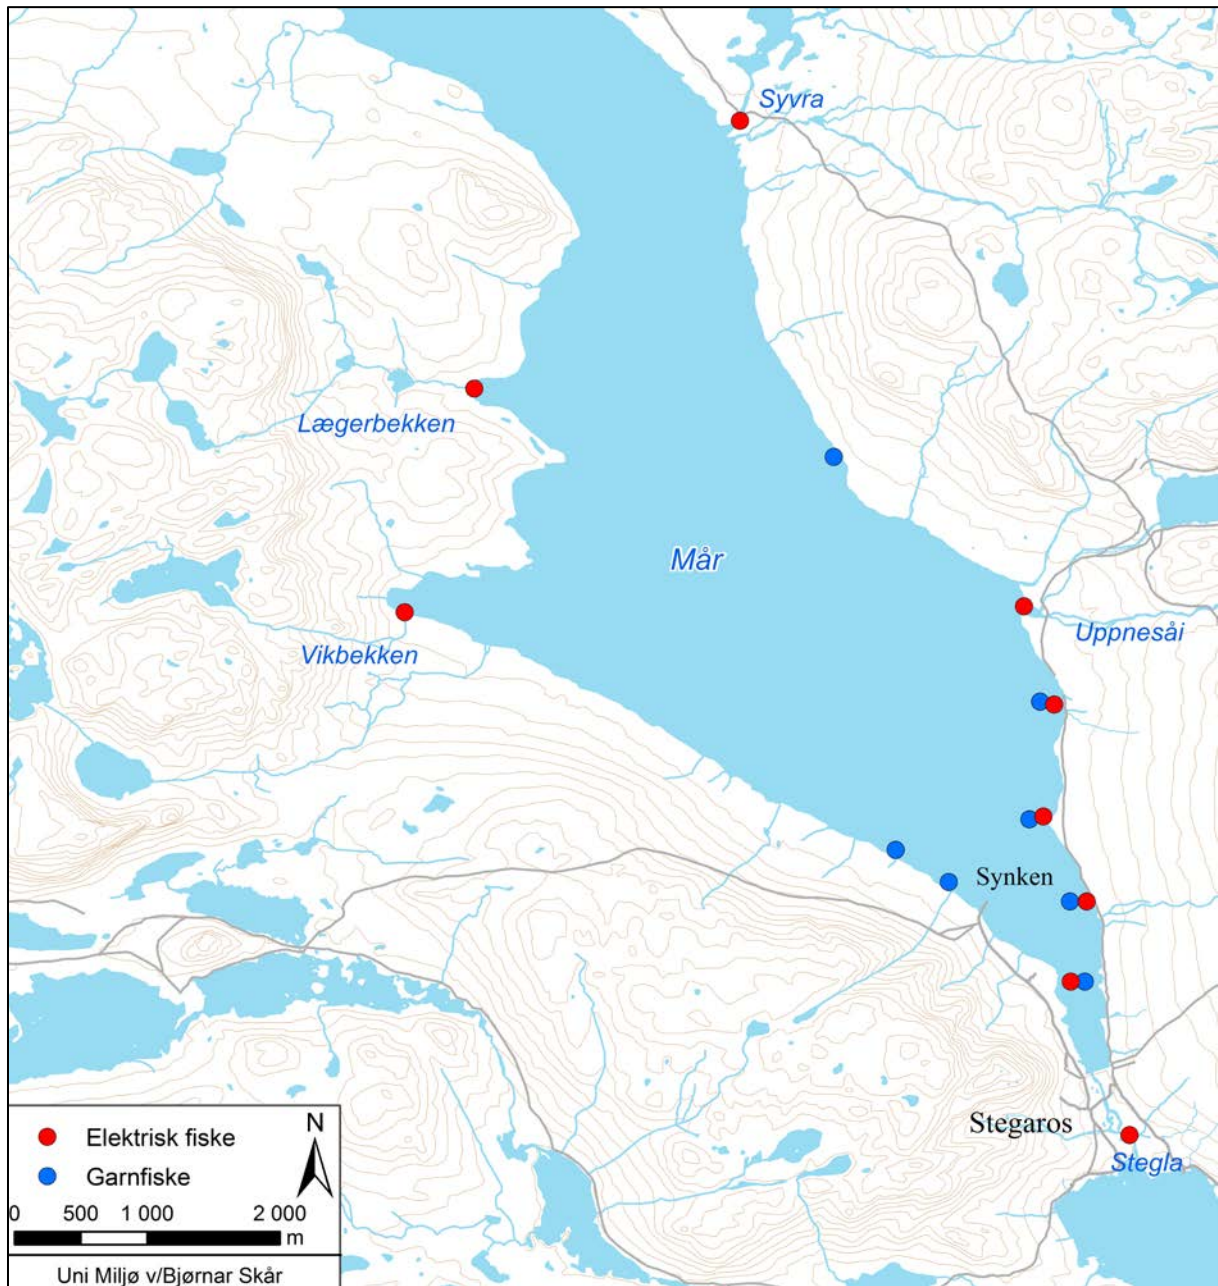 Syvra
Lægerbekken
Mår
Uppnesåi
Vikbekken
Synken
Stegaros
Stegla
Elektrisk fiske
Garnfiske
N
0 500 1 000 2 000
m
Uni Miljø v/Bjørnar Skår